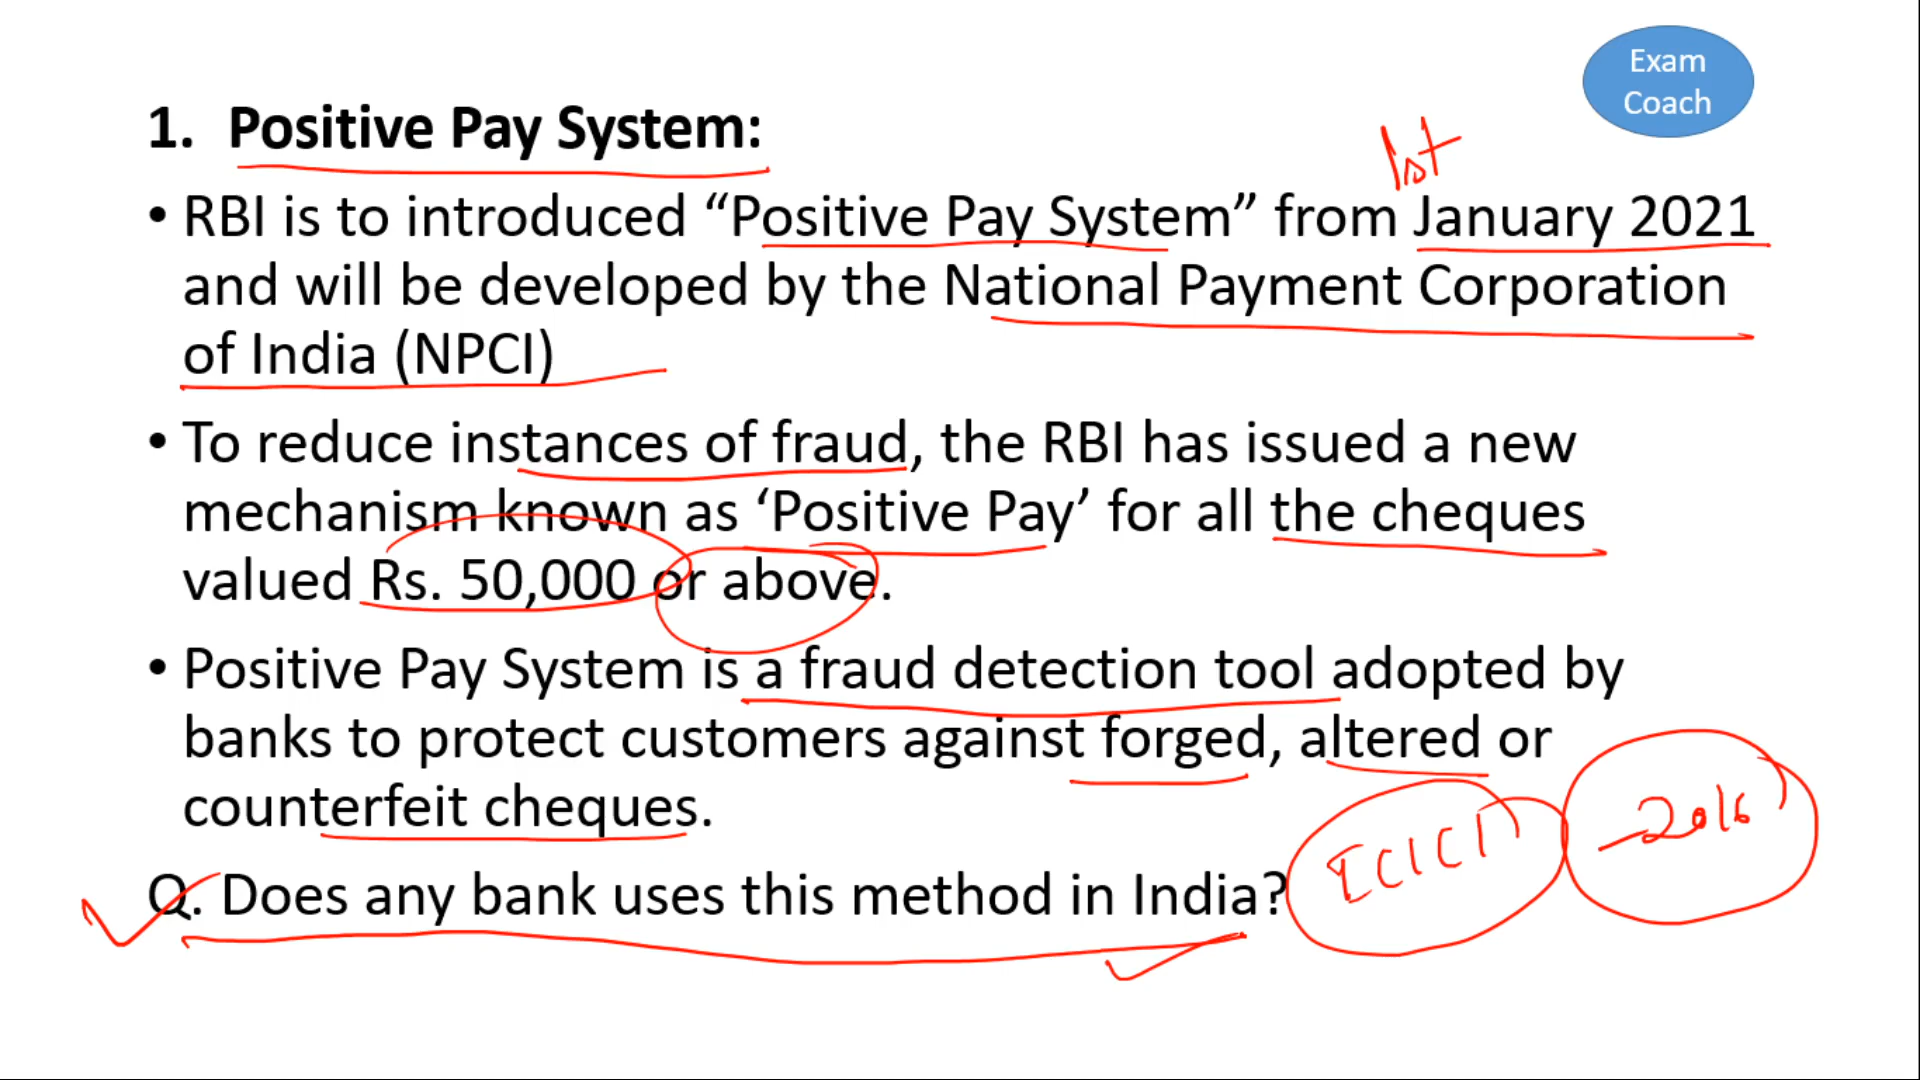 Exam
Coach
1. Positive Pay System:
1st
• RBI is to introduced “Positive Pay System” from January 2021
and will be developed by the National Payment Corporation
of India (NPCI)
• To reduce instances of fraud, the RBI has issued a new
mechanism known as ‘Positive Pay’ for all the cheques
valued Rs. 50,000 or above.
• Positive Pay System is a fraud detection tool adopted by
banks to protect customers against forged, altered or
counterfeit cheques.
Q. Does any bank uses this method in India? ICICI - 2016